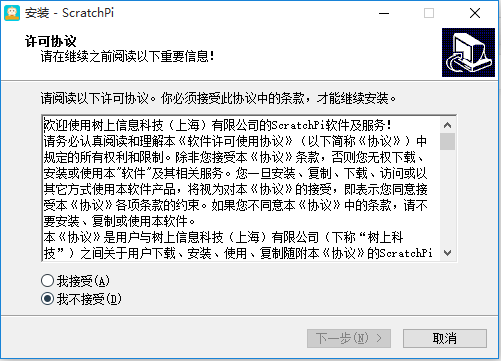 安装 - ScratchPi
许可协议
请在继续之前阅读以下重要信息!
请阅读以下许可协议。你必须接受此协议中的条款，才能继续安装。
欢迎使用树上信息科技（上海）有限公司的ScratchPi软件及服务!
请务必认真阅读和理解本《软件许可使用协议》（以下简称《协议》）中
规定的所有权利和限制。除非您接受本《协议》条款，否则您无权下载、
安装或使用本"软件"及其相关服务。您一旦安装、复制、下载、访问或以
其它方式使用本软件产品，将视为对本《协议》的接受，即表示您同意接
受本《协议》各项条款的约束。如果您不同意本《协议》中的条款，请不
要安装、复制或使用本软件。
本《协议》是用户与树上信息科技（上海）有限公司（下称“树上科
技”）之间关于用户下载、安装、使用、复制随附本《协议》的ScratchPi
我接受(A)
我不接受(D)
下一步(N) >
取消